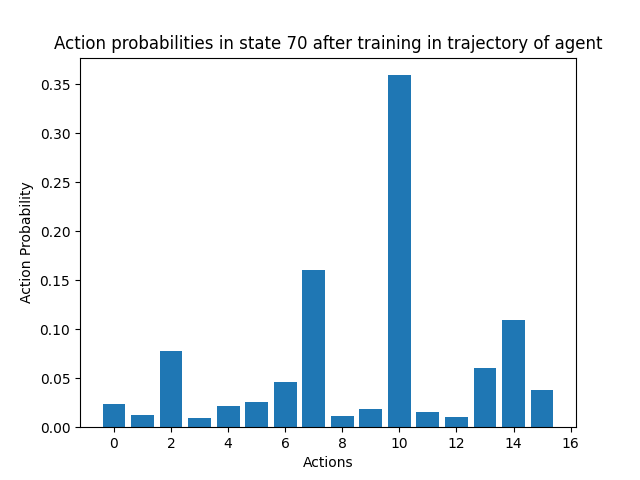 Action probabilities in state 70 after training in trajectory of agent
0.35
0.30
0.25
0.20
0.15
0.10
0.05
0.00
Action Probability
0 2 4 6 8 10 12 14 16
Actions